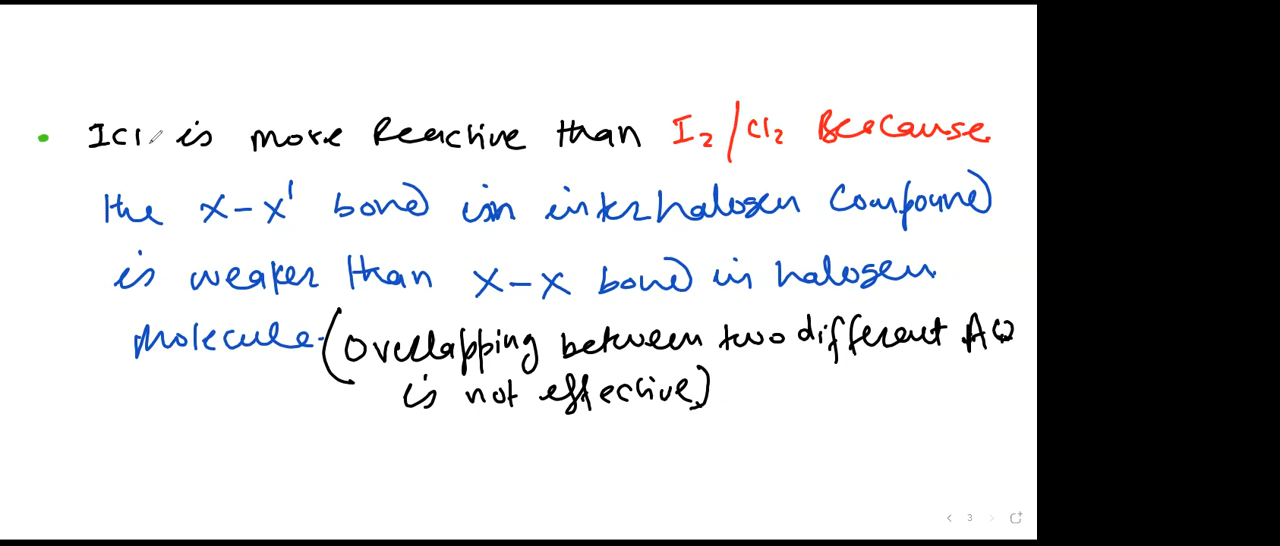 • ICl is more Reactive than I₂/Cl₂ Because
the X-X' bond in interhalogen compound
is weaker than X-X bond in halogen
molecule. (overlapping between two different AO
is not effective)
3